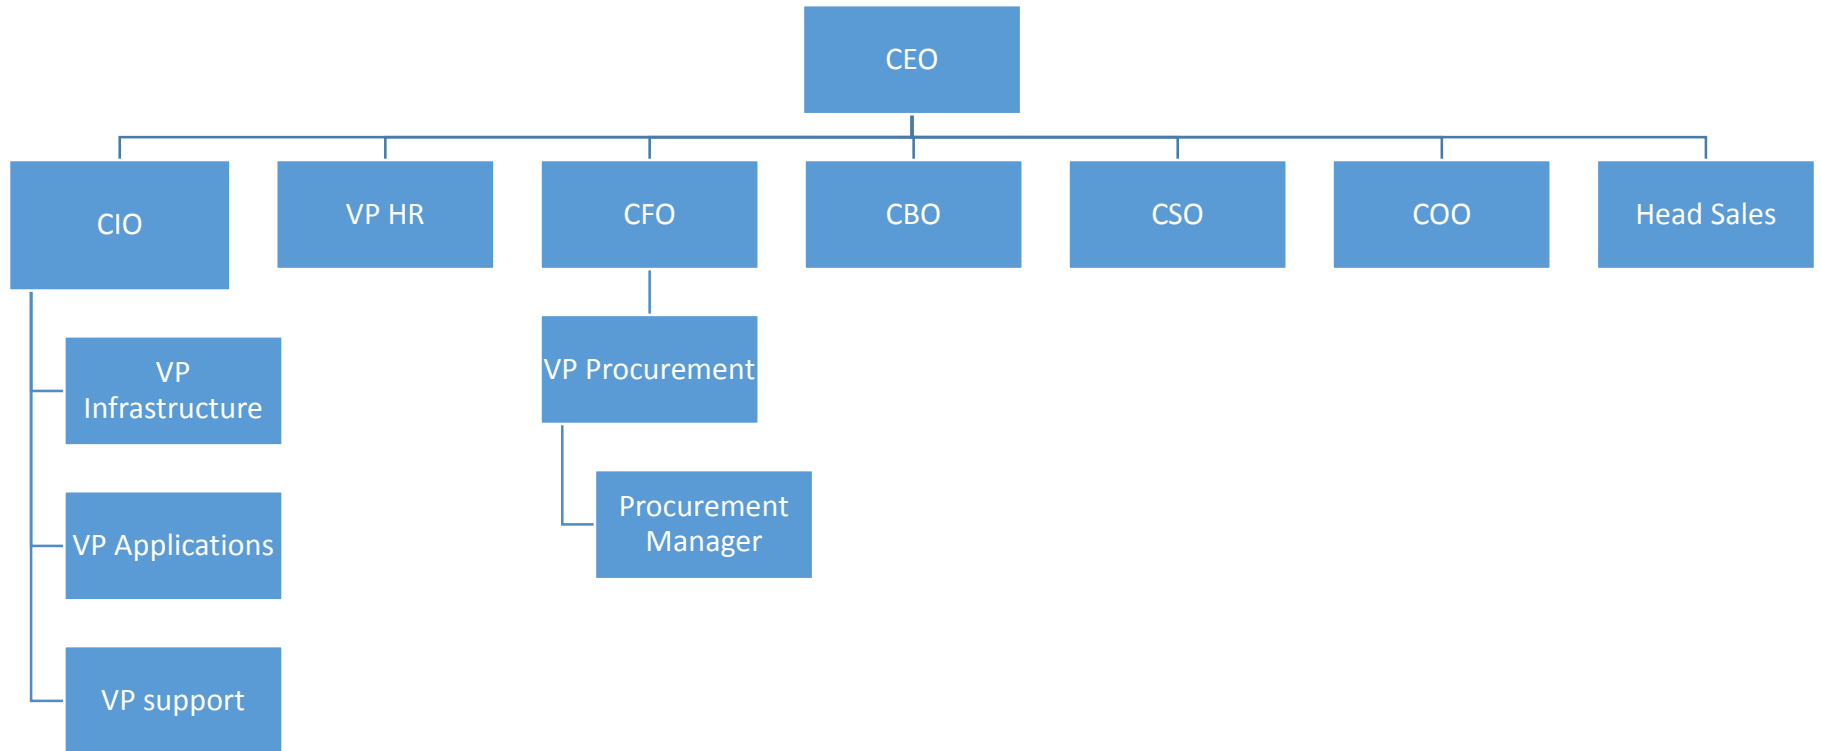 CEO
CIO
VP HR
CFO
CBO
CSO
COO
Head Sales
VP
Infrastructure
VP Procurement
Procurement
Manager
VP Applications
VP support